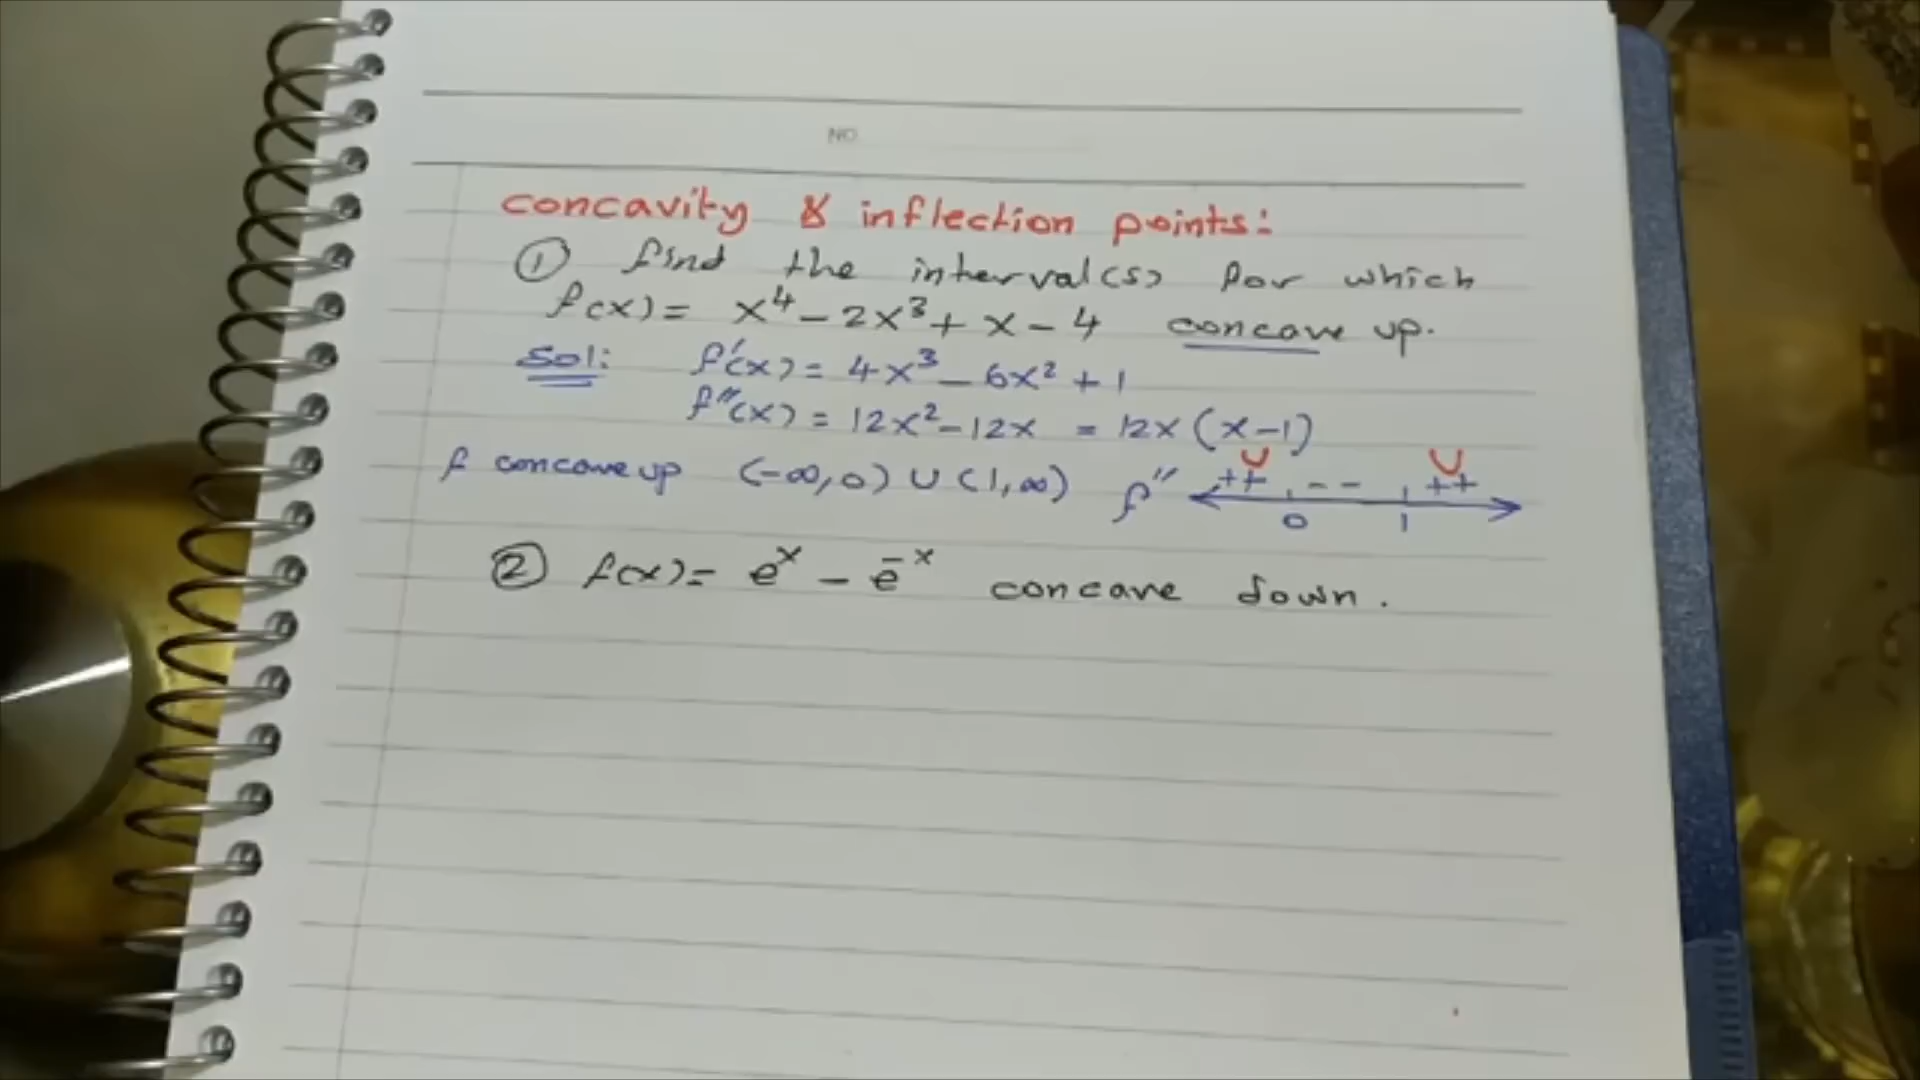 NO
concavity & inflection points:
① find the interval(s) for which
f(x) = x⁴ - 2x³ + x - 4 concave up.
Sol: f'(x) = 4x³ - 6x² + 1
f''(x) = 12x² - 12x = 12x (x-1)
f concave up (-∞,0) ∪ (1,∞) f'' ++ - - ++
0 1
② f(x) = eˣ - e⁻ˣ concave down.